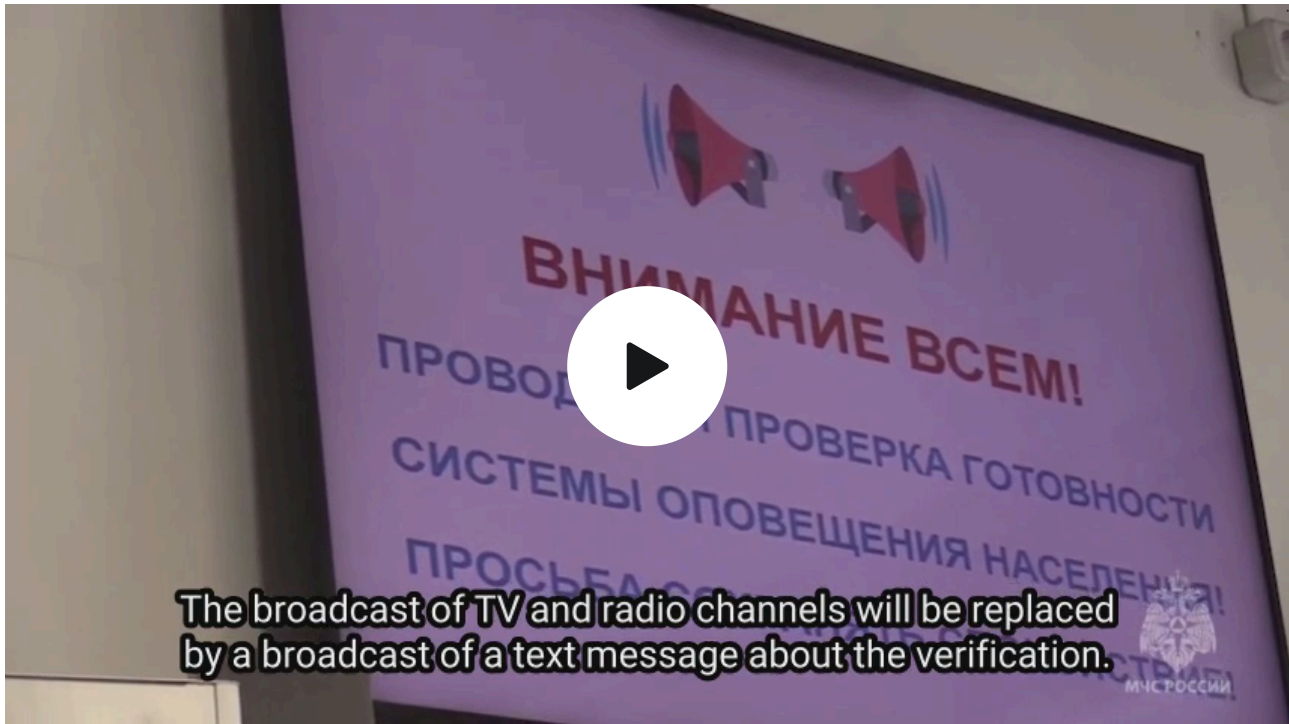 ВНИМАНИЕ ВСЕМ!
ПРОВЕРКА ГОТОВНОСТИ
СИСТЕМЫ ОПОВЕЩЕНИЯ НАСЕЛЕНИЯ!
ПРОСЬБА
The broadcast of TV and radio channels will be replaced
by a broadcast of a text message about the verification.
МЧС РОССИИ